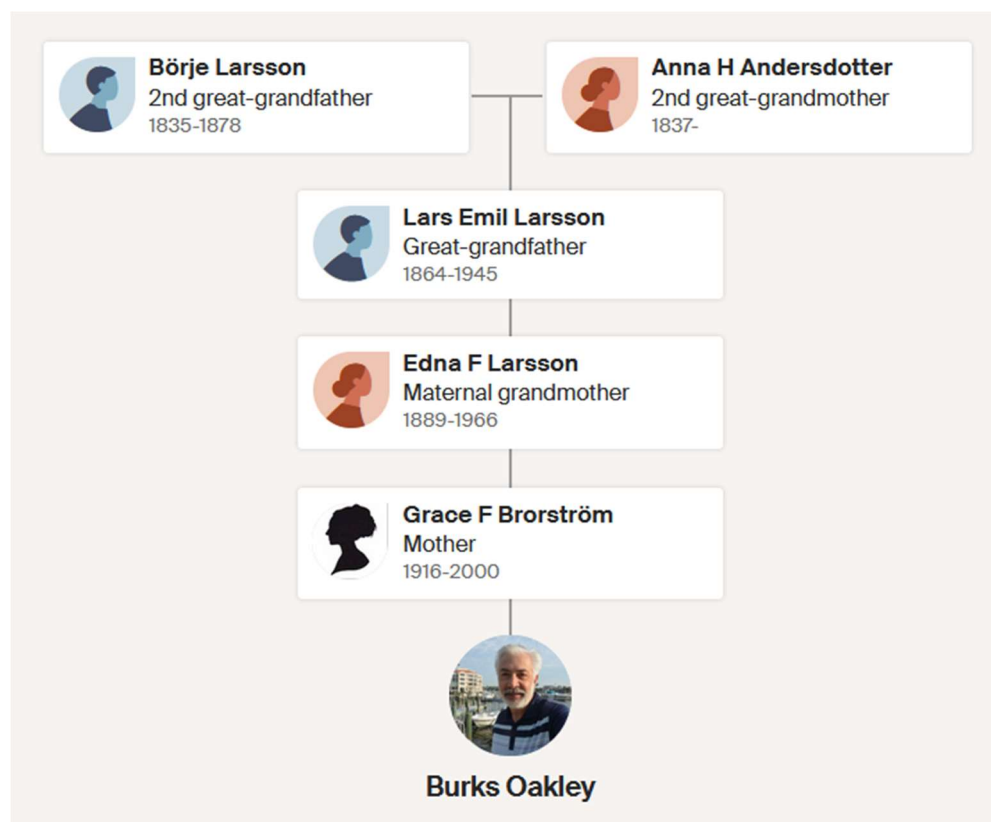 Börje Larsson
2nd great-grandfather
1835-1878
Anna H Andersdotter
2nd great-grandmother
1837-
Lars Emil Larsson
Great-grandfather
1864-1945
Edna F Larsson
Maternal grandmother
1889-1966
Grace F Brorström
Mother
1916-2000
Burks Oakley